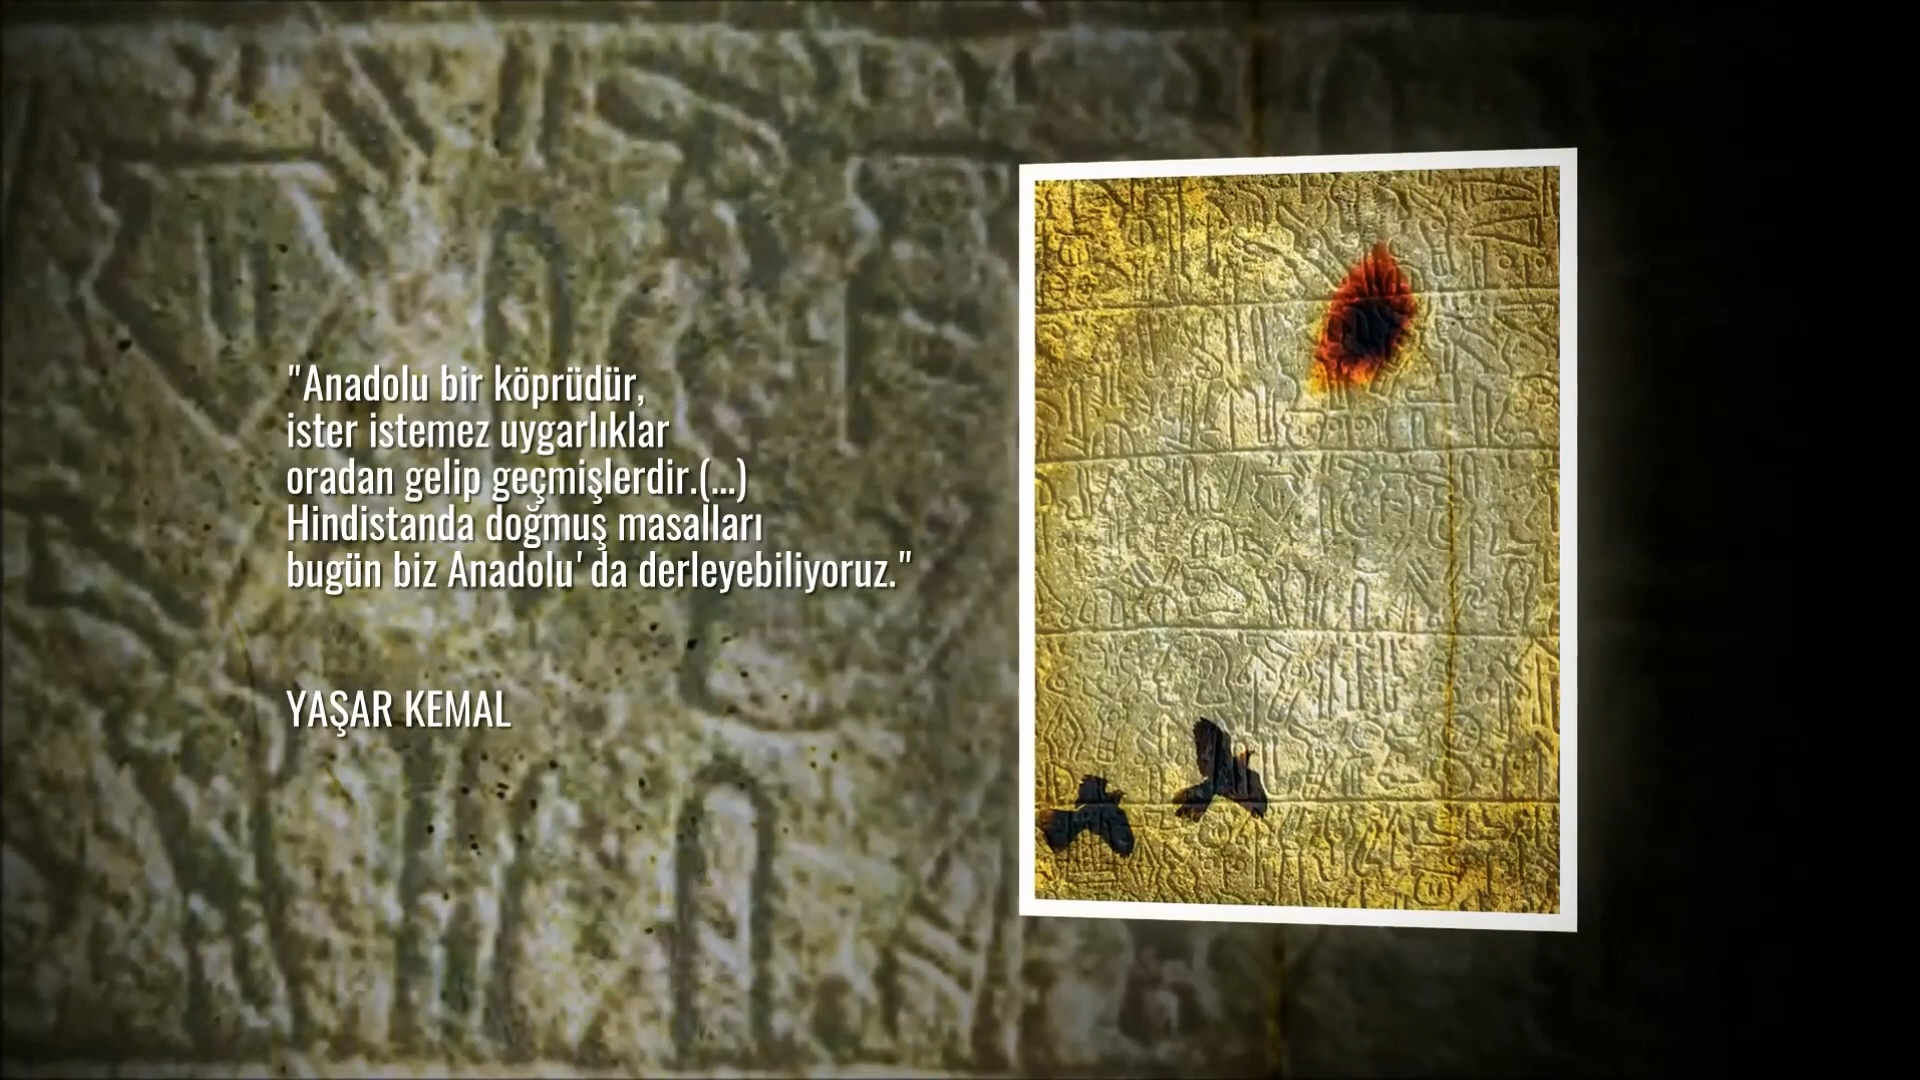 "Anadolu bir köprüdür,
ister istemez uygarlıklar
oradan gelip geçmişlerdir.(...)
Hindistanda doğmuş masalları
bugün biz Anadolu'da derleyebiliyoruz."
YAŞAR KEMAL